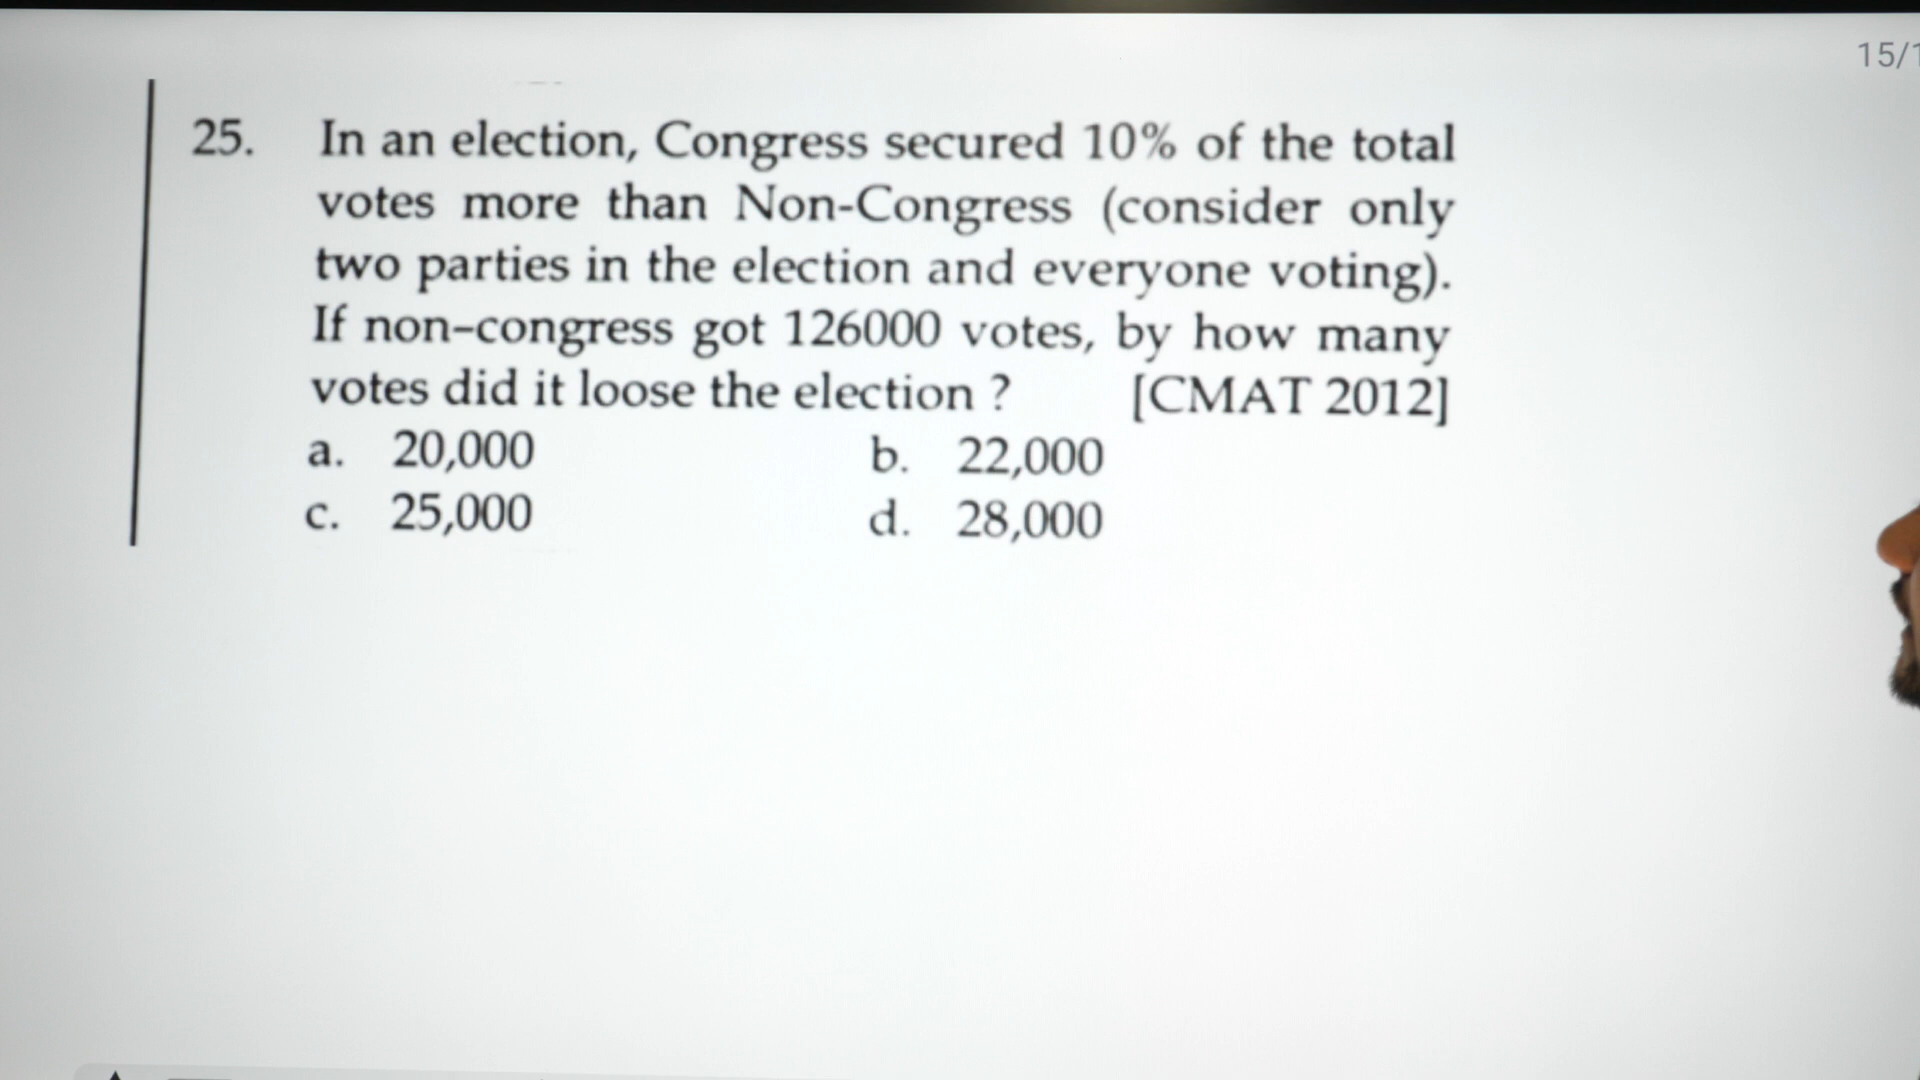 15/1
25. In an election, Congress secured 10% of the total
votes more than Non-Congress (consider only
two parties in the election and everyone voting).
If non-congress got 126000 votes, by how many
votes did it loose the election ? [CMAT 2012]
a. 20,000 b. 22,000
c. 25,000 d. 28,000